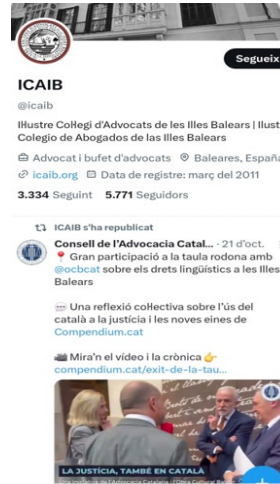 Segueix
ICAIB
@icaib
Il·lustre Col·legi d'Advocats de les Illes Balears | Ilust
Colegio de Abogados de las Illes Balears
Advocat i bufet d'advocats Baleares, España
icaib.org Data de registre: març del 2011
3.334 Seguint 5.771 Seguidors
ICAIB s'ha republicat
Consell de l'Advocacia Catal... · 21 d'oct.
📍 Gran participació a la taula rodona amb
@ocbcat sobre els drets lingüístics a les Illes
Balears
💬 Una reflexió col·lectiva sobre l'ús del
català a la justícia i les noves eines de
Compendium.cat
🎥 Mira'n el vídeo i la crònica 👉
compendium.cat/exit-de-la-tau...
LA JUSTÍCIA, TAMBÉ EN CATALÀ